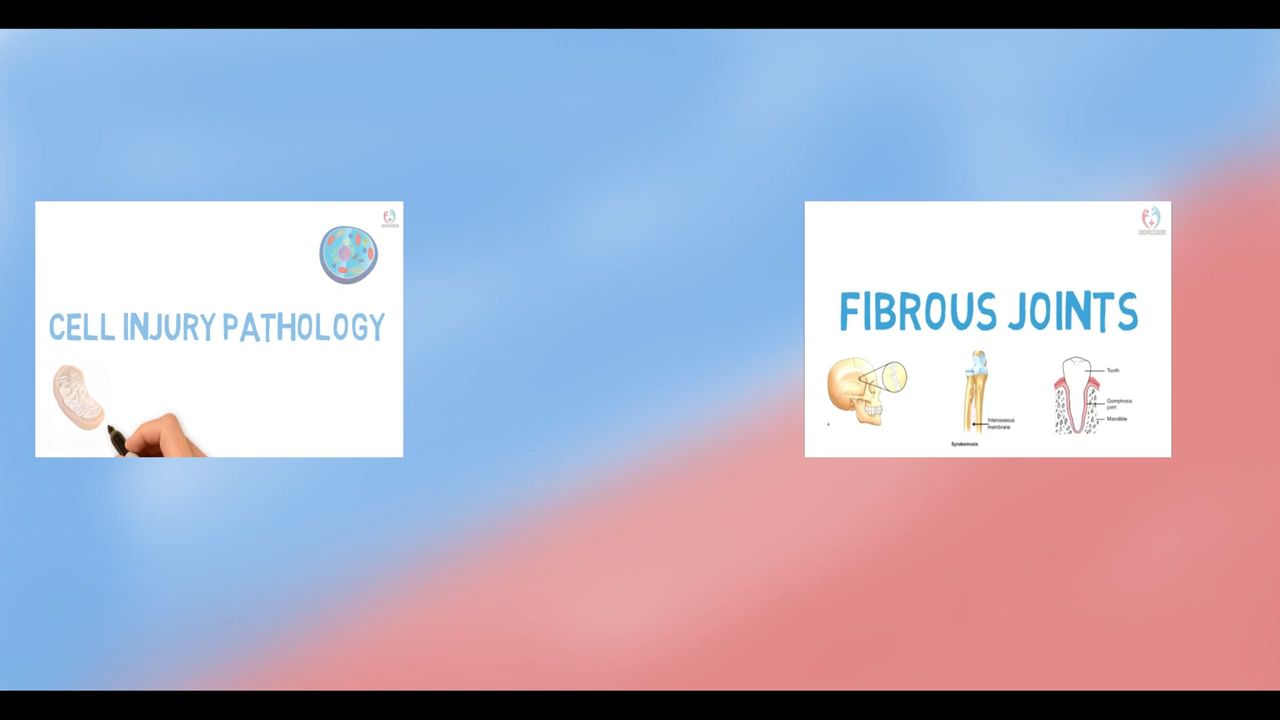 CELL INJURY PATHOLOGY
FIBROUS JOINTS
Tooth
Gomphosis
joint
Mandible
Interosseous
membrane
Syndesmosis